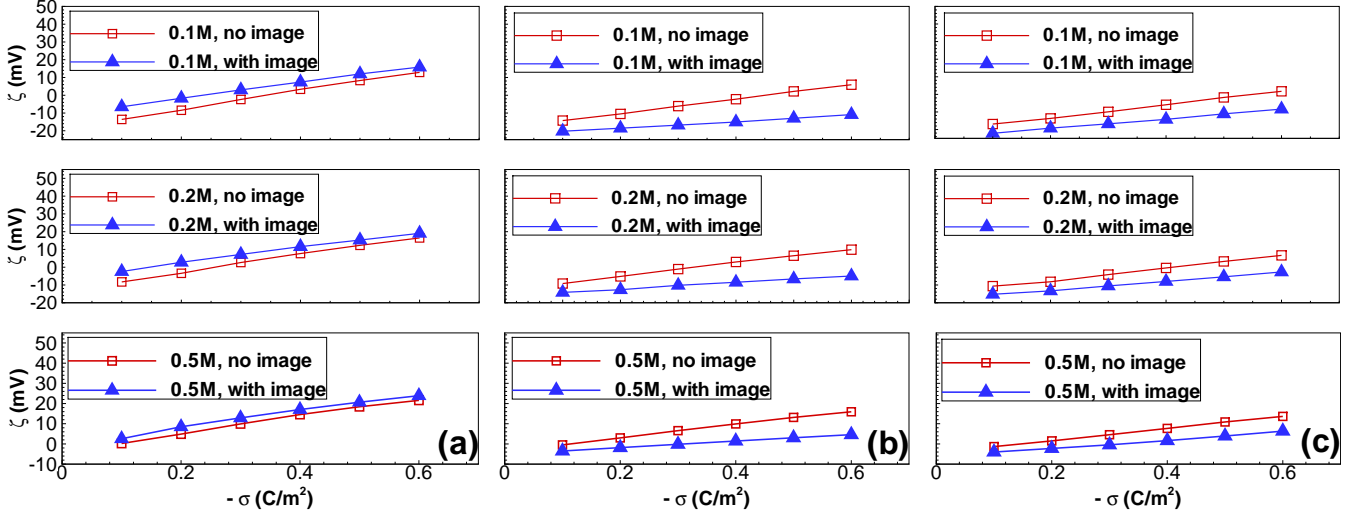 50
40
30
20
10
0
-10
-20
ζ (mV)
0.1M, no image
0.1M, with image
0.1M, no image
0.1M, with image
0.1M, no image
0.1M, with image
50
40
30
20
10
0
-10
-20
ζ (mV)
0.2M, no image
0.2M, with image
0.2M, no image
0.2M, with image
0.2M, no image
0.2M, with image
50
40
30
20
10
0
-10
ζ (mV)
0.5M, no image
0.5M, with image
(a)
0.5M, no image
0.5M, with image
(b)
0.5M, no image
0.5M, with image
(c)
0 0.2 0.4 0.6
0 0.2 0.4 0.6
0 0.2 0.4 0.6
- σ (C/m²)
- σ (C/m²)
- σ (C/m²)